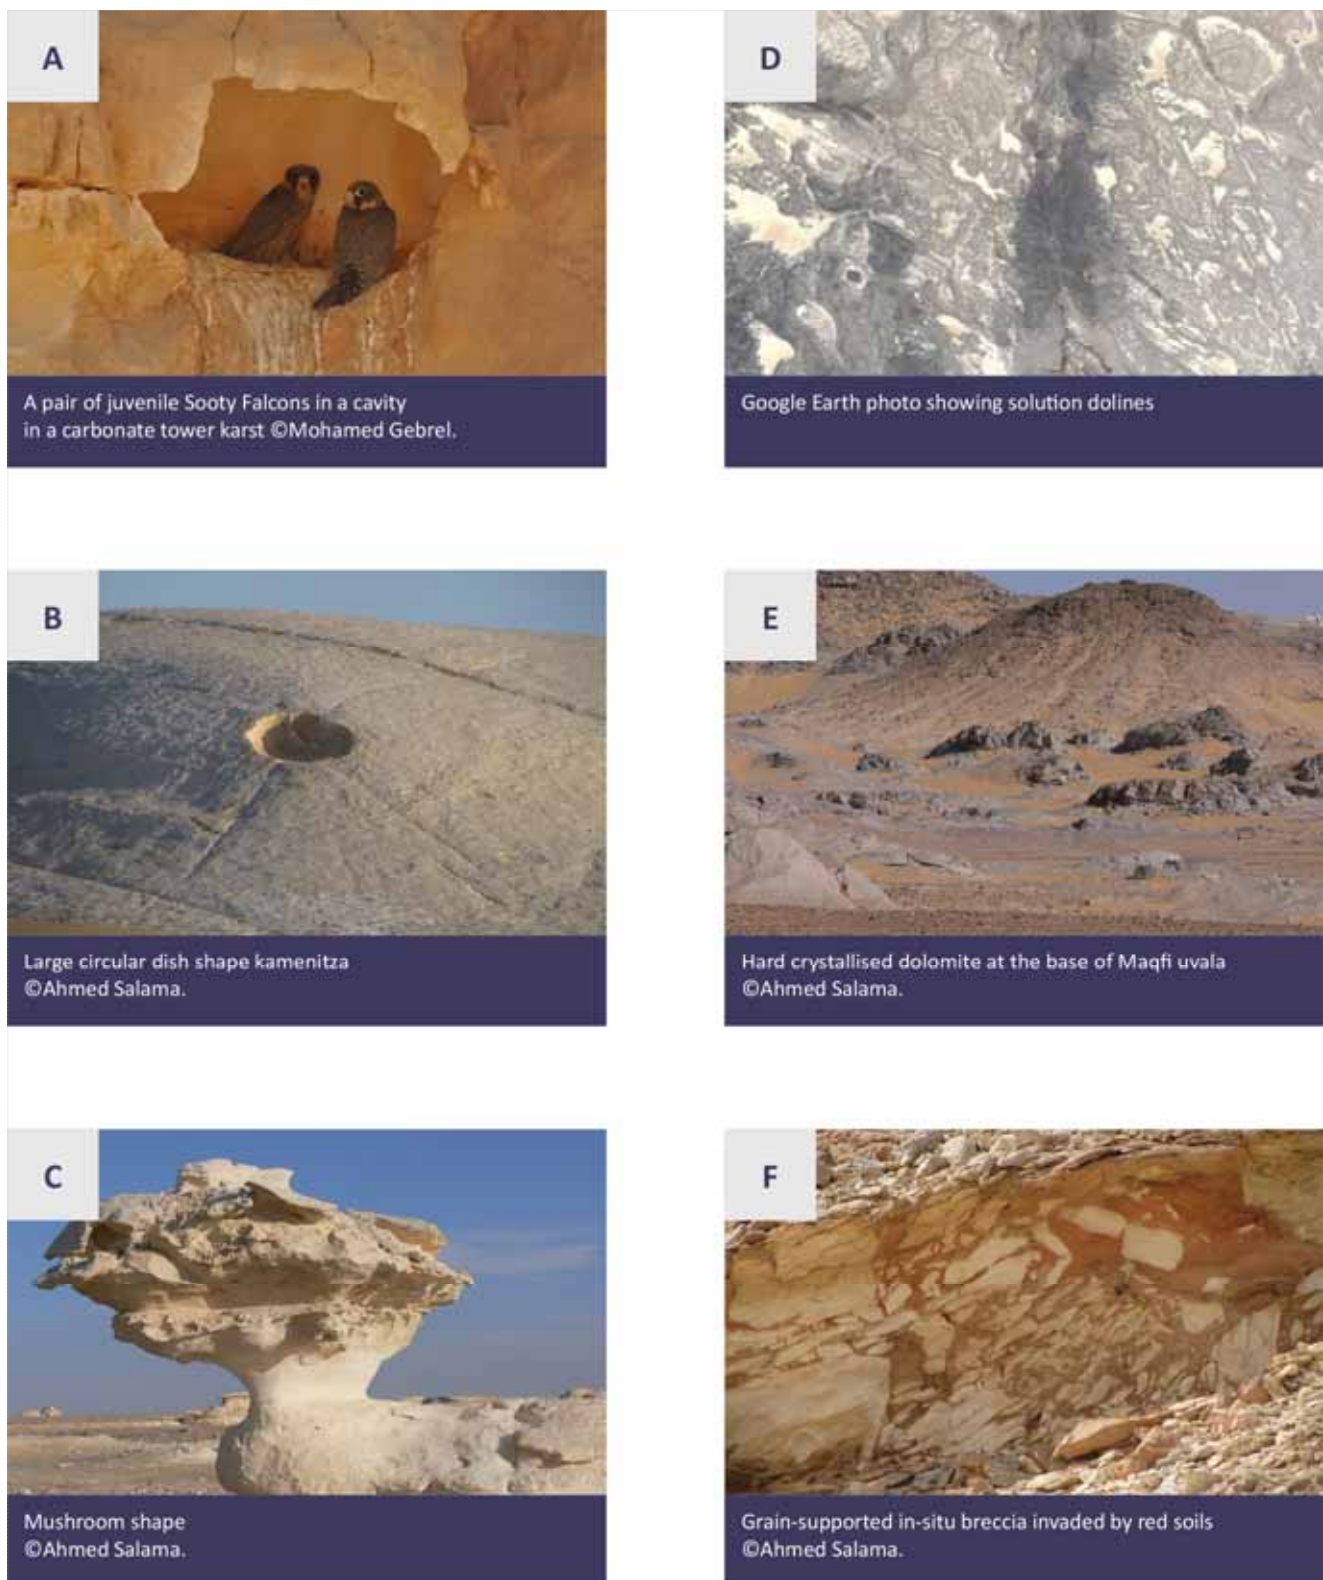 A
A pair of juvenile Sooty Falcons in a cavity
in a carbonate tower karst ©Mohamed Gebrel.
B
Large circular dish shape kamenitza
©Ahmed Salama.
C
Mushroom shape
©Ahmed Salama.
D
Google Earth photo showing solution dolines
E
Hard crystallised dolomite at the base of Maqfi uvala
©Ahmed Salama.
F
Grain-supported in-situ breccia invaded by red soils
©Ahmed Salama.